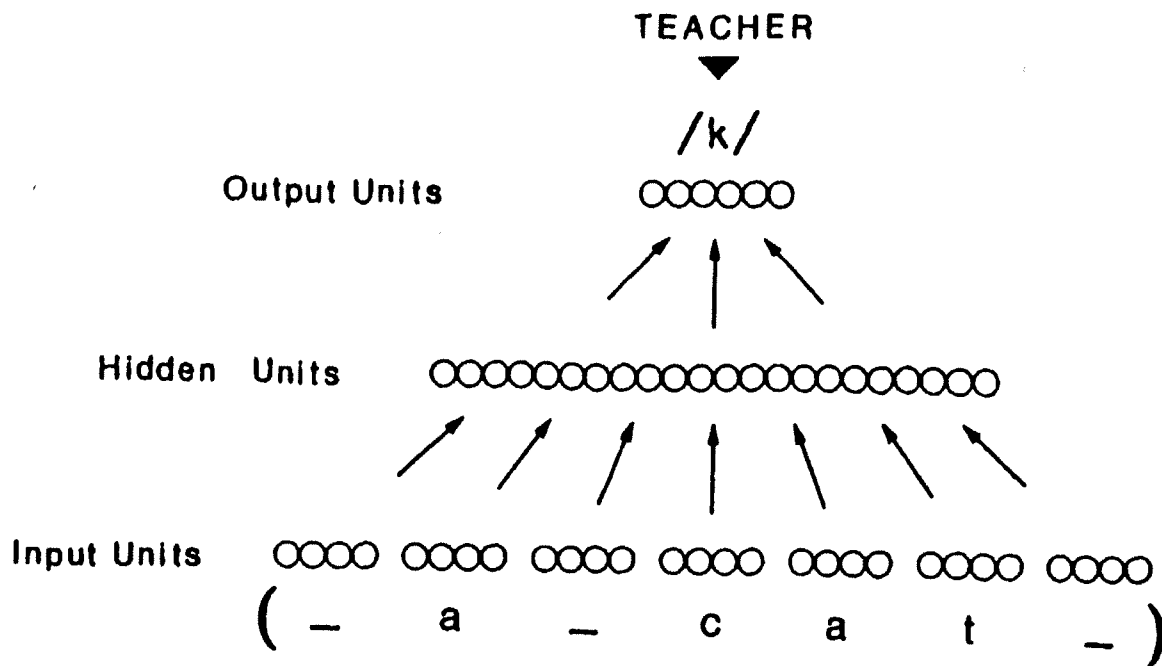 TEACHER
/k/
Output Units
Hidden Units
Input Units
( _ a _ c a t _ )